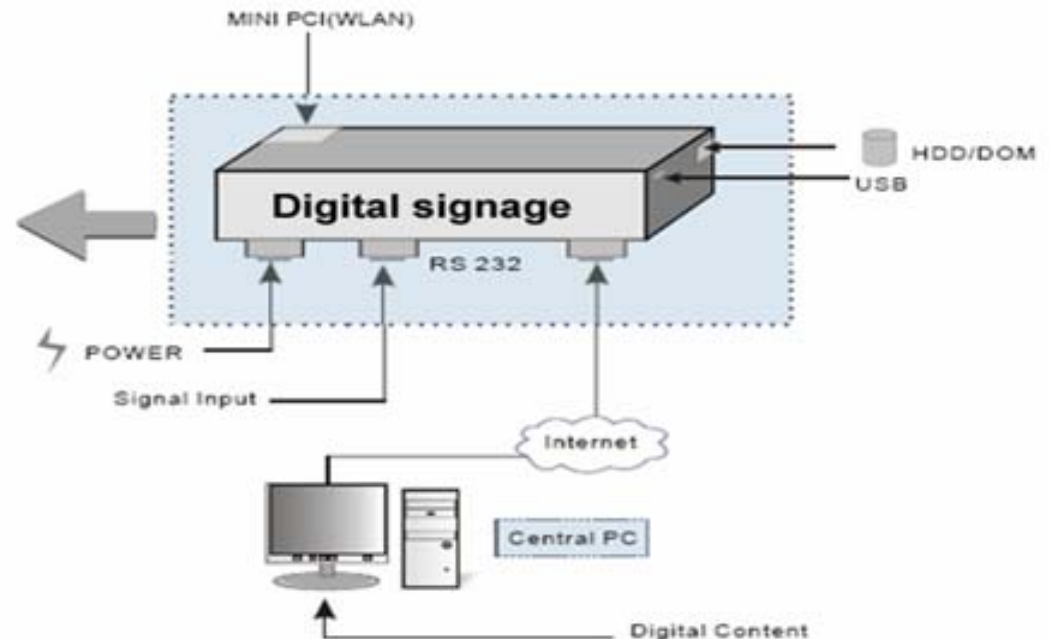 MINI PCI(WLAN)
HDD/DOM
USB
Digital signage
RS 232
POWER
Signal Input
Internet
Central PC
Digital Content